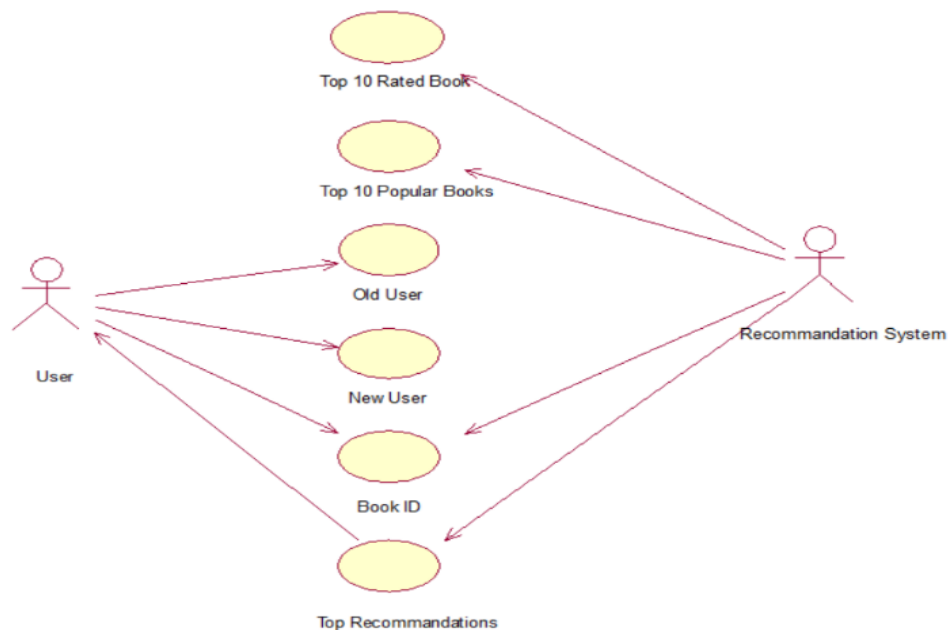 Top 10 Rated Book
Top 10 Popular Books
Old User
Recommandation System
User
New User
Book ID
Top Recommandations